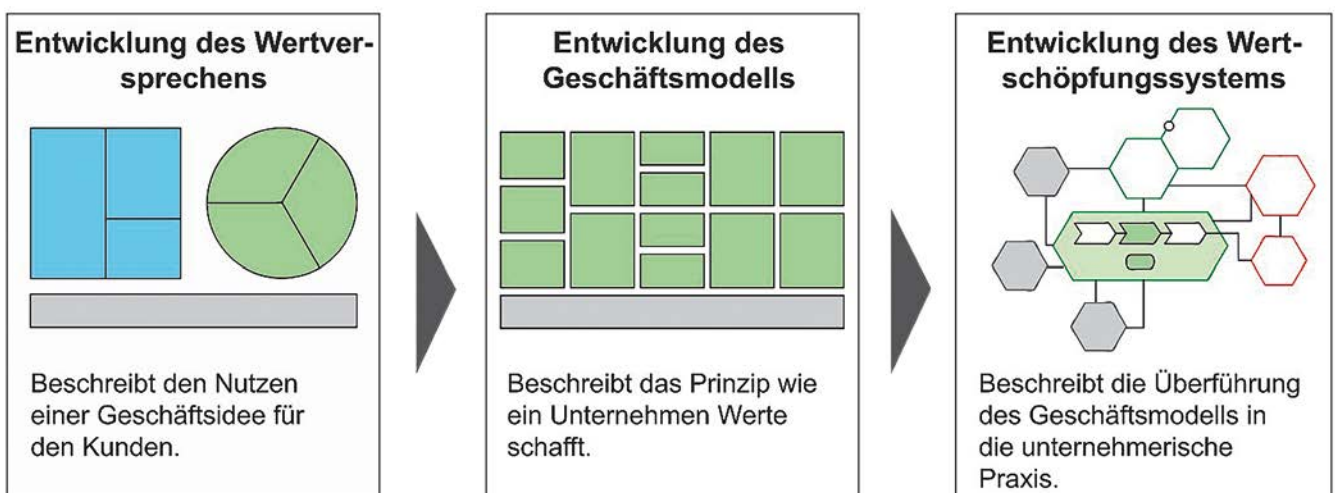 Entwicklung des Wertver-
sprechens
Beschreibt den Nutzen
einer Geschäftsidee für
den Kunden.
Entwicklung des
Geschäftsmodells
Beschreibt das Prinzip wie
ein Unternehmen Werte
schafft.
Entwicklung des Wert-
schöpfungssystems
Beschreibt die Überführung
des Geschäftsmodells in
die unternehmerische
Praxis.